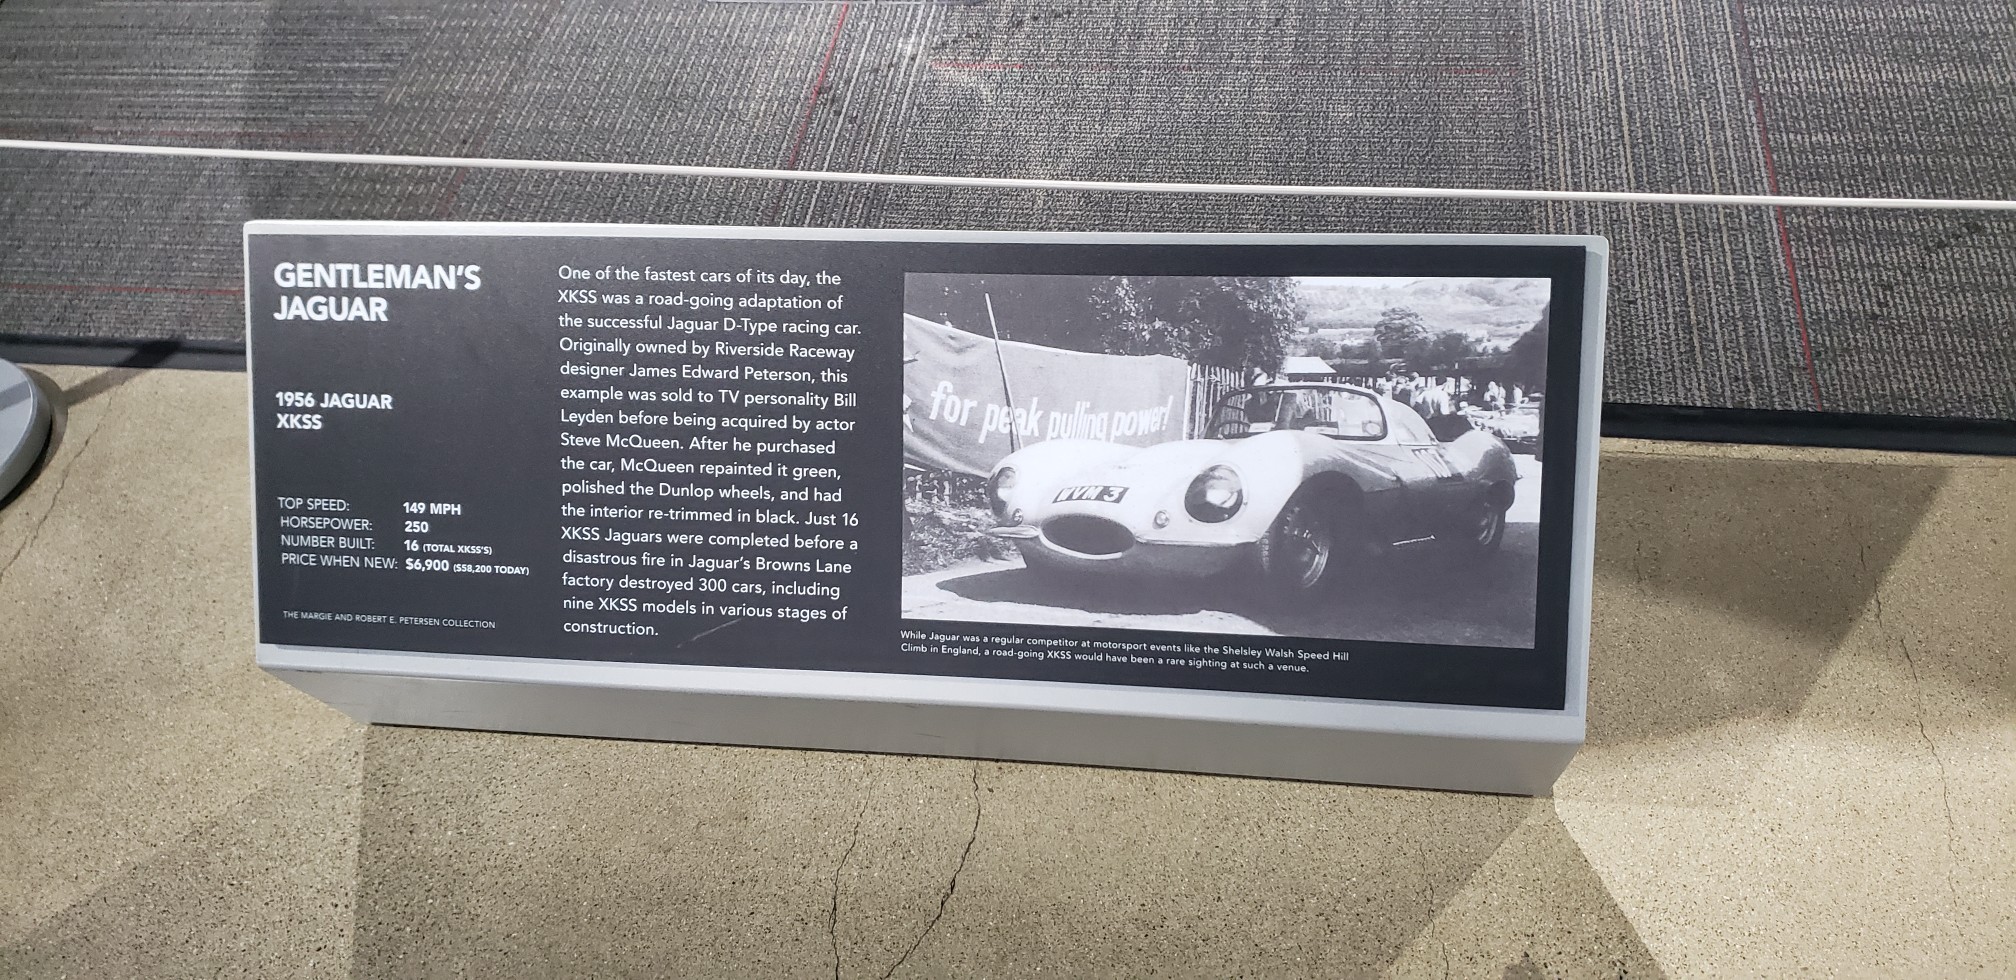 GENTLEMAN'S
JAGUAR
1956 JAGUAR
XKSS
TOP SPEED: 149 MPH
HORSEPOWER: 250
NUMBER BUILT: 16 (TOTAL XKSS'S)
PRICE WHEN NEW: $6,900 ($58,200 TODAY)
THE MARGIE AND ROBERT E. PETERSEN COLLECTION
One of the fastest cars of its day, the
XKSS was a road-going adaptation of
the successful Jaguar D-Type racing car.
Originally owned by Riverside Raceway
designer James Edward Peterson, this
example was sold to TV personality Bill
Leyden before being acquired by actor
Steve McQueen. After he purchased
the car, McQueen repainted it green,
polished the Dunlop wheels, and had
the interior re-trimmed in black. Just 16
XKSS Jaguars were completed before a
disastrous fire in Jaguar's Browns Lane
factory destroyed 300 cars, including
nine XKSS models in various stages of
construction.
for peak pulling power!
WVM 3
While Jaguar was a regular competitor at motorsport events like the Shelsley Walsh Speed Hill
Climb in England, a road-going XKSS would have been a rare sighting at such a venue.